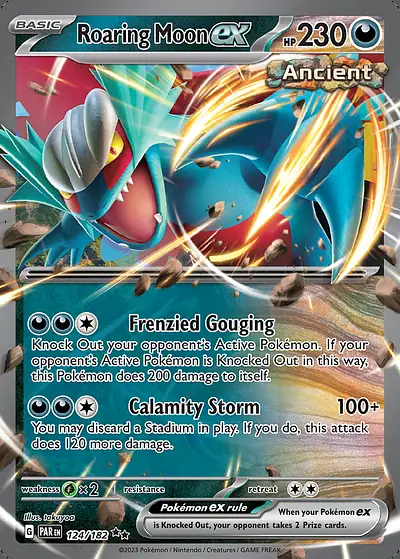 BASIC Roaring Moon ex HP 230
Ancient
Frenzied Gouging
Knock Out your opponent's Active Pokémon. If your
opponent's Active Pokémon is Knocked Out in this way,
this Pokémon does 200 damage to itself.
Calamity Storm 100+
You may discard a Stadium in play. If you do, this attack
does 120 more damage.
weakness ×2 resistance retreat
Illus. takuyoa
Pokémon ex rule When your Pokémon ex
is Knocked Out, your opponent takes 2 Prize cards.
G PAR EN 124/182
©2023 Pokémon / Nintendo / Creatures / GAME FREAK